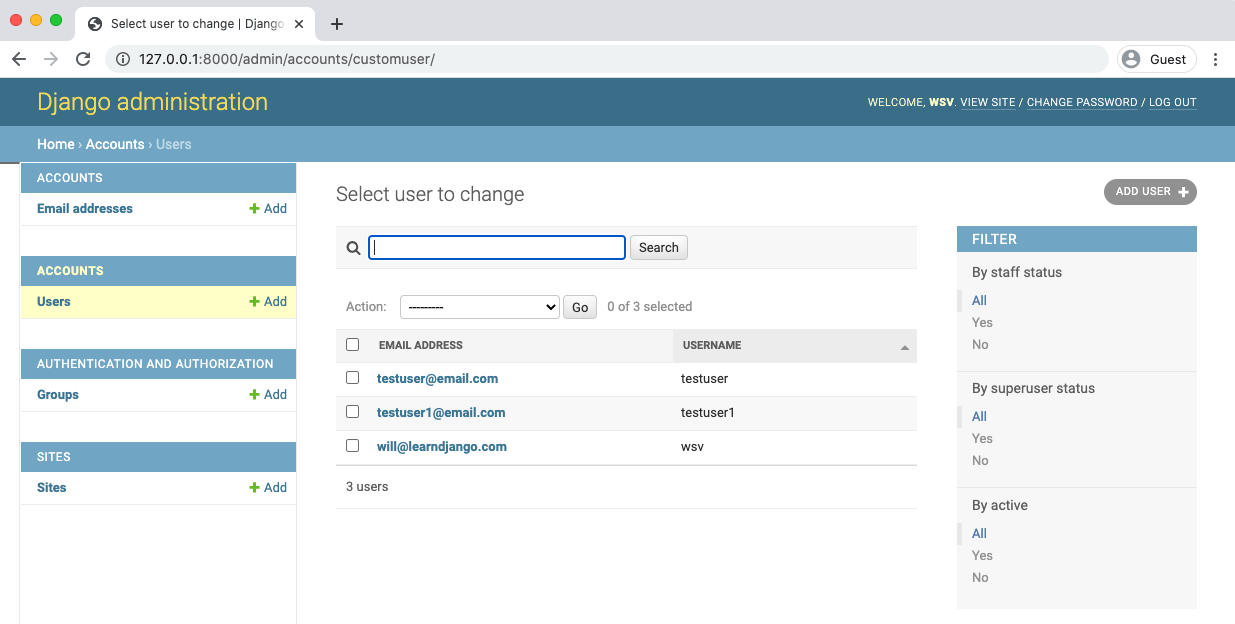 Select user to change | Django
127.0.0.1:8000/admin/accounts/customuser/
Guest
Django administration
WELCOME, WSV. VIEW SITE / CHANGE PASSWORD / LOG OUT
Home › Accounts › Users
ACCOUNTS
Email addresses
Add
ACCOUNTS
Users
Add
AUTHENTICATION AND AUTHORIZATION
Groups
Add
SITES
Sites
Add
Select user to change
ADD USER
Search
Action:
---------
Go
0 of 3 selected
EMAIL ADDRESS USERNAME
testuser@email.com testuser
testuser1@email.com testuser1
will@learndjango.com wsv
3 users
FILTER
By staff status
All
Yes
No
By superuser status
All
Yes
No
By active
All
Yes
No